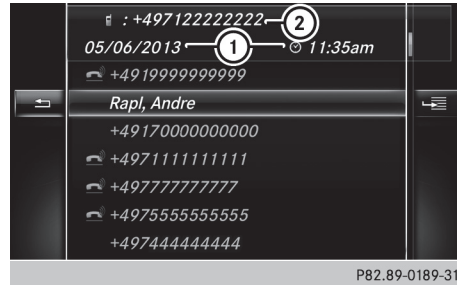 : +497122222222 2
05/06/2013 1 11:35am
+4919999999999
Rapl, Andre
+49170000000000
+4971111111111
+497777777777
+4975555555555
+497444444444
P82.89-0189-31